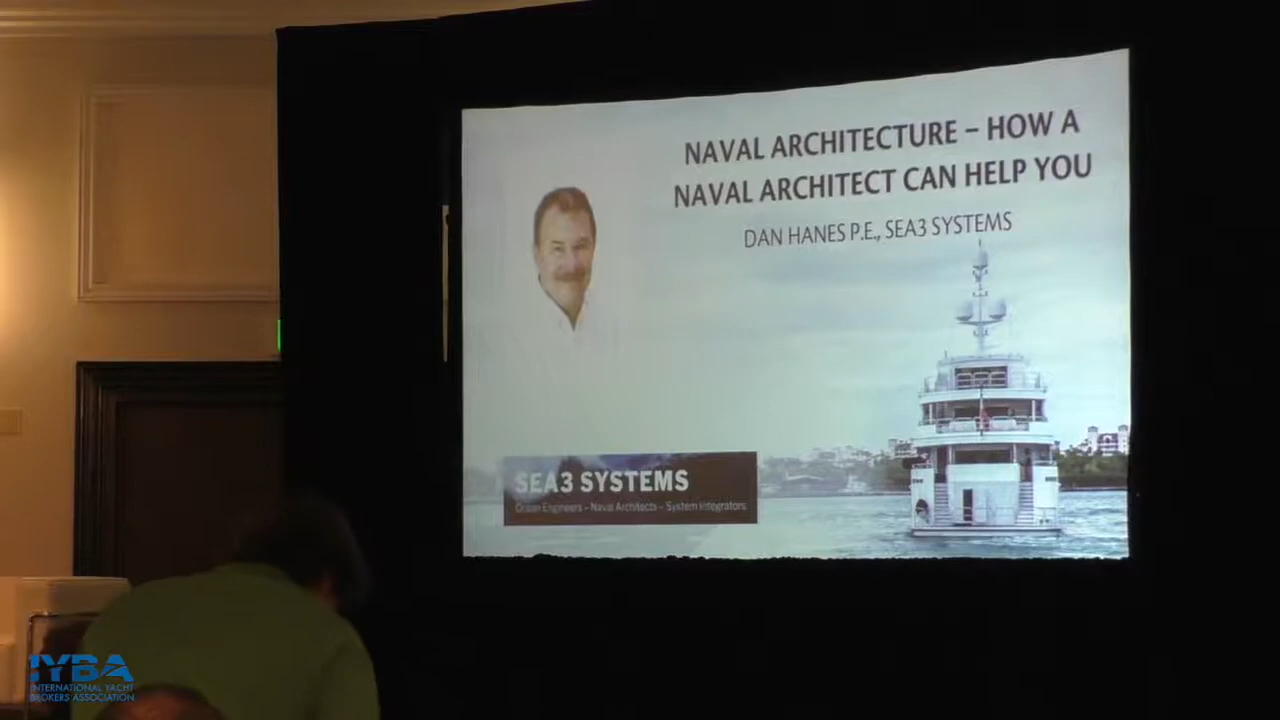 NAVAL ARCHITECTURE – HOW A
NAVAL ARCHITECT CAN HELP YOU
DAN HANES P.E., SEA3 SYSTEMS
SEA3 SYSTEMS
Ocean Engineers – Naval Architects – System Integrators
IYBA
INTERNATIONAL YACHT
BROKERS ASSOCIATION